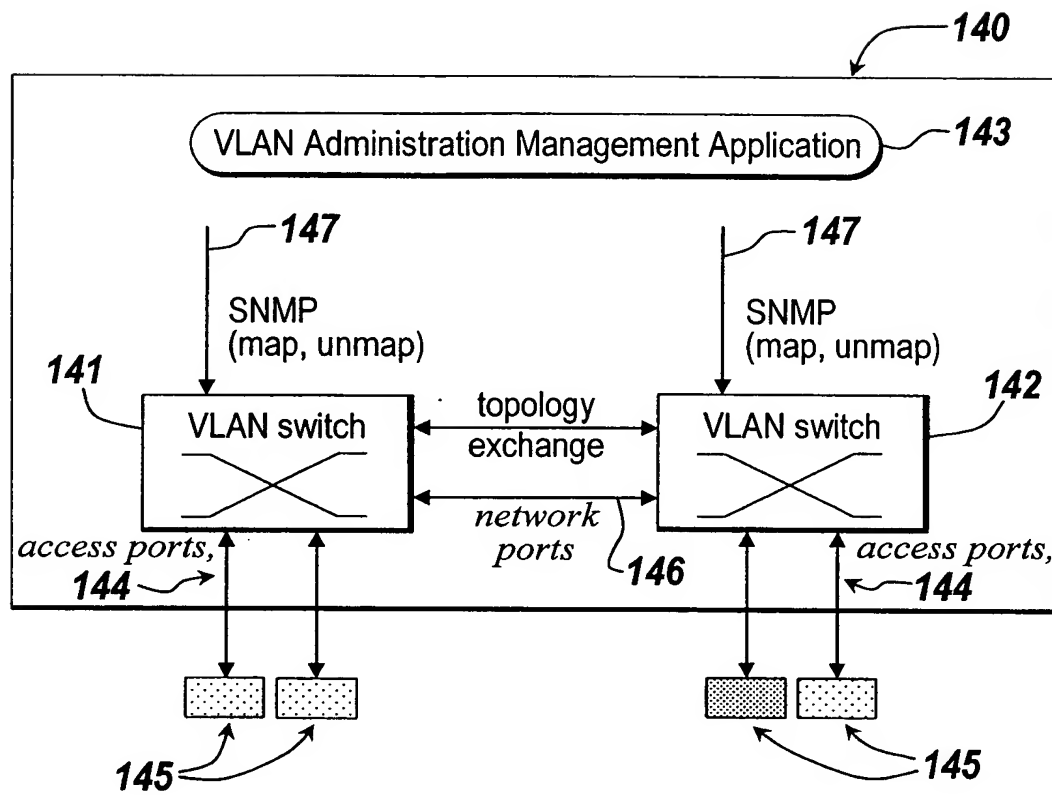 140
VLAN Administration Management Application
143
147
147
SNMP
(map, unmap)
SNMP
(map, unmap)
141
142
VLAN switch
topology
exchange
VLAN switch
network
ports
146
access ports,
144
access ports,
144
145
145